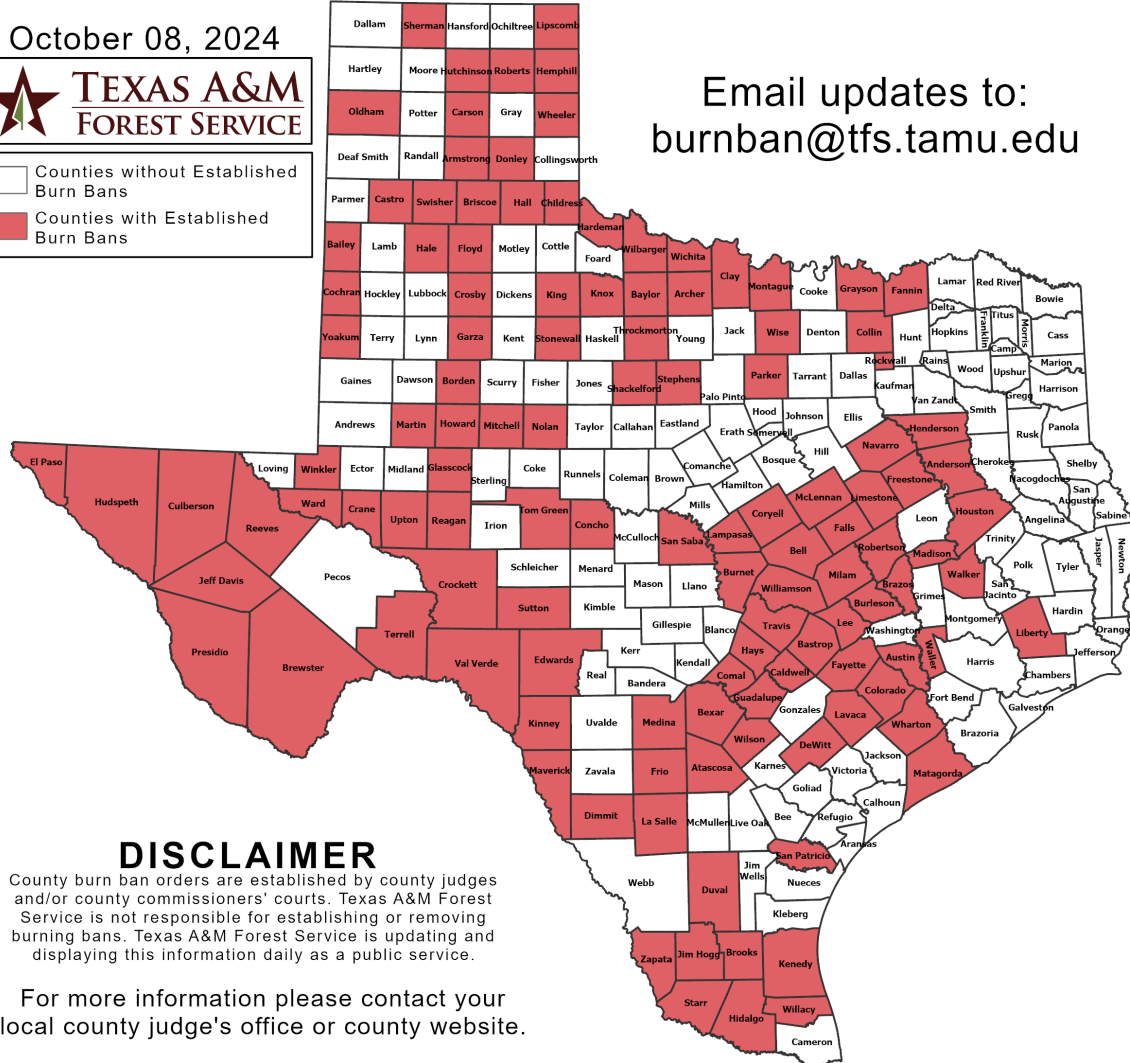 October 08, 2024
TEXAS A&M
FOREST SERVICE
Counties without Established
Burn Bans
Counties with Established
Burn Bans
Email updates to:
burnban@tfs.tamu.edu
Dallam Sherman Hansford Ochiltree Lipscomb
Hartley Moore Hutchinson Roberts Hemphill
Oldham Potter Carson Gray Wheeler
Deaf Smith Randall Armstrong Donley Collingsworth
Parmer Castro Swisher Briscoe Hall Childress
Hardeman
Bailey Lamb Hale Floyd Motley Cottle Foard Wilbarger Wichita
Clay Montague Cooke Grayson Fannin Lamar Red River Bowie
Cochran Hockley Lubbock Crosby Dickens King Knox Baylor Archer
Delta Franklin Titus Morris Cass
Yoakum Terry Lynn Garza Kent Stonewall Haskell Throckmorton Young Jack Wise Denton Collin Hunt Hopkins
Camp
Rockwall Rains Wood Upshur Marion
Gaines Dawson Borden Scurry Fisher Jones Shackelford Stephens Palo Pinto Parker Tarrant Dallas Kaufman Van Zandt Gregg Harrison
Andrews Martin Howard Mitchell Nolan Taylor Callahan Eastland Erath Hood Somervell Johnson Ellis Henderson Smith Rusk Panola
El Paso Hudspeth Culberson Reeves Loving Winkler Ector Midland Glasscock Sterling Coke Runnels Coleman Brown Comanche Hamilton Bosque Hill Navarro Anderson Cherokee Nacogdoches Shelby
San
Augustine
Sabine
Ward Crane Upton Reagan Irion Tom Green Concho McCulloch San Saba Mills Lampasas Coryell McLennan Limestone Freestone Leon Houston Angelina
Trinity
Jeff Davis Pecos Crockett Schleicher Menard Mason Llano Burnet Bell Falls Robertson Madison Walker Polk Tyler Jasper Newton
San
Jacinto
Presidio Brewster Terrell Val Verde Sutton Kimble Gillespie Blanco Williamson Milam Brazos Grimes Montgomery Hardin
Travis Lee Burleson Washington Liberty Orange
Edwards Kerr Kendall Hays Bastrop Waller Harris Jefferson
Real Bandera Comal Caldwell Fayette Austin Chambers
Kinney Uvalde Medina Bexar Guadalupe Gonzales Colorado Fort Bend Galveston
Wilson Lavaca Wharton Brazoria
Maverick Zavala Frio Atascosa Karnes DeWitt Jackson Matagorda
Victoria
Goliad
Dimmit La Salle McMullen Live Oak Bee Refugio Calhoun
Aransas
Webb Duval Jim
Wells
San Patricio
Nueces
Kleberg
Zapata Jim Hogg Brooks Kenedy
Starr Hidalgo Willacy
Cameron
DISCLAIMER
County burn ban orders are established by county judges
and/or county commissioners' courts. Texas A&M Forest
Service is not responsible for establishing or removing
burning bans. Texas A&M Forest Service is updating and
displaying this information daily as a public service.
For more information please contact your
local county judge's office or county website.